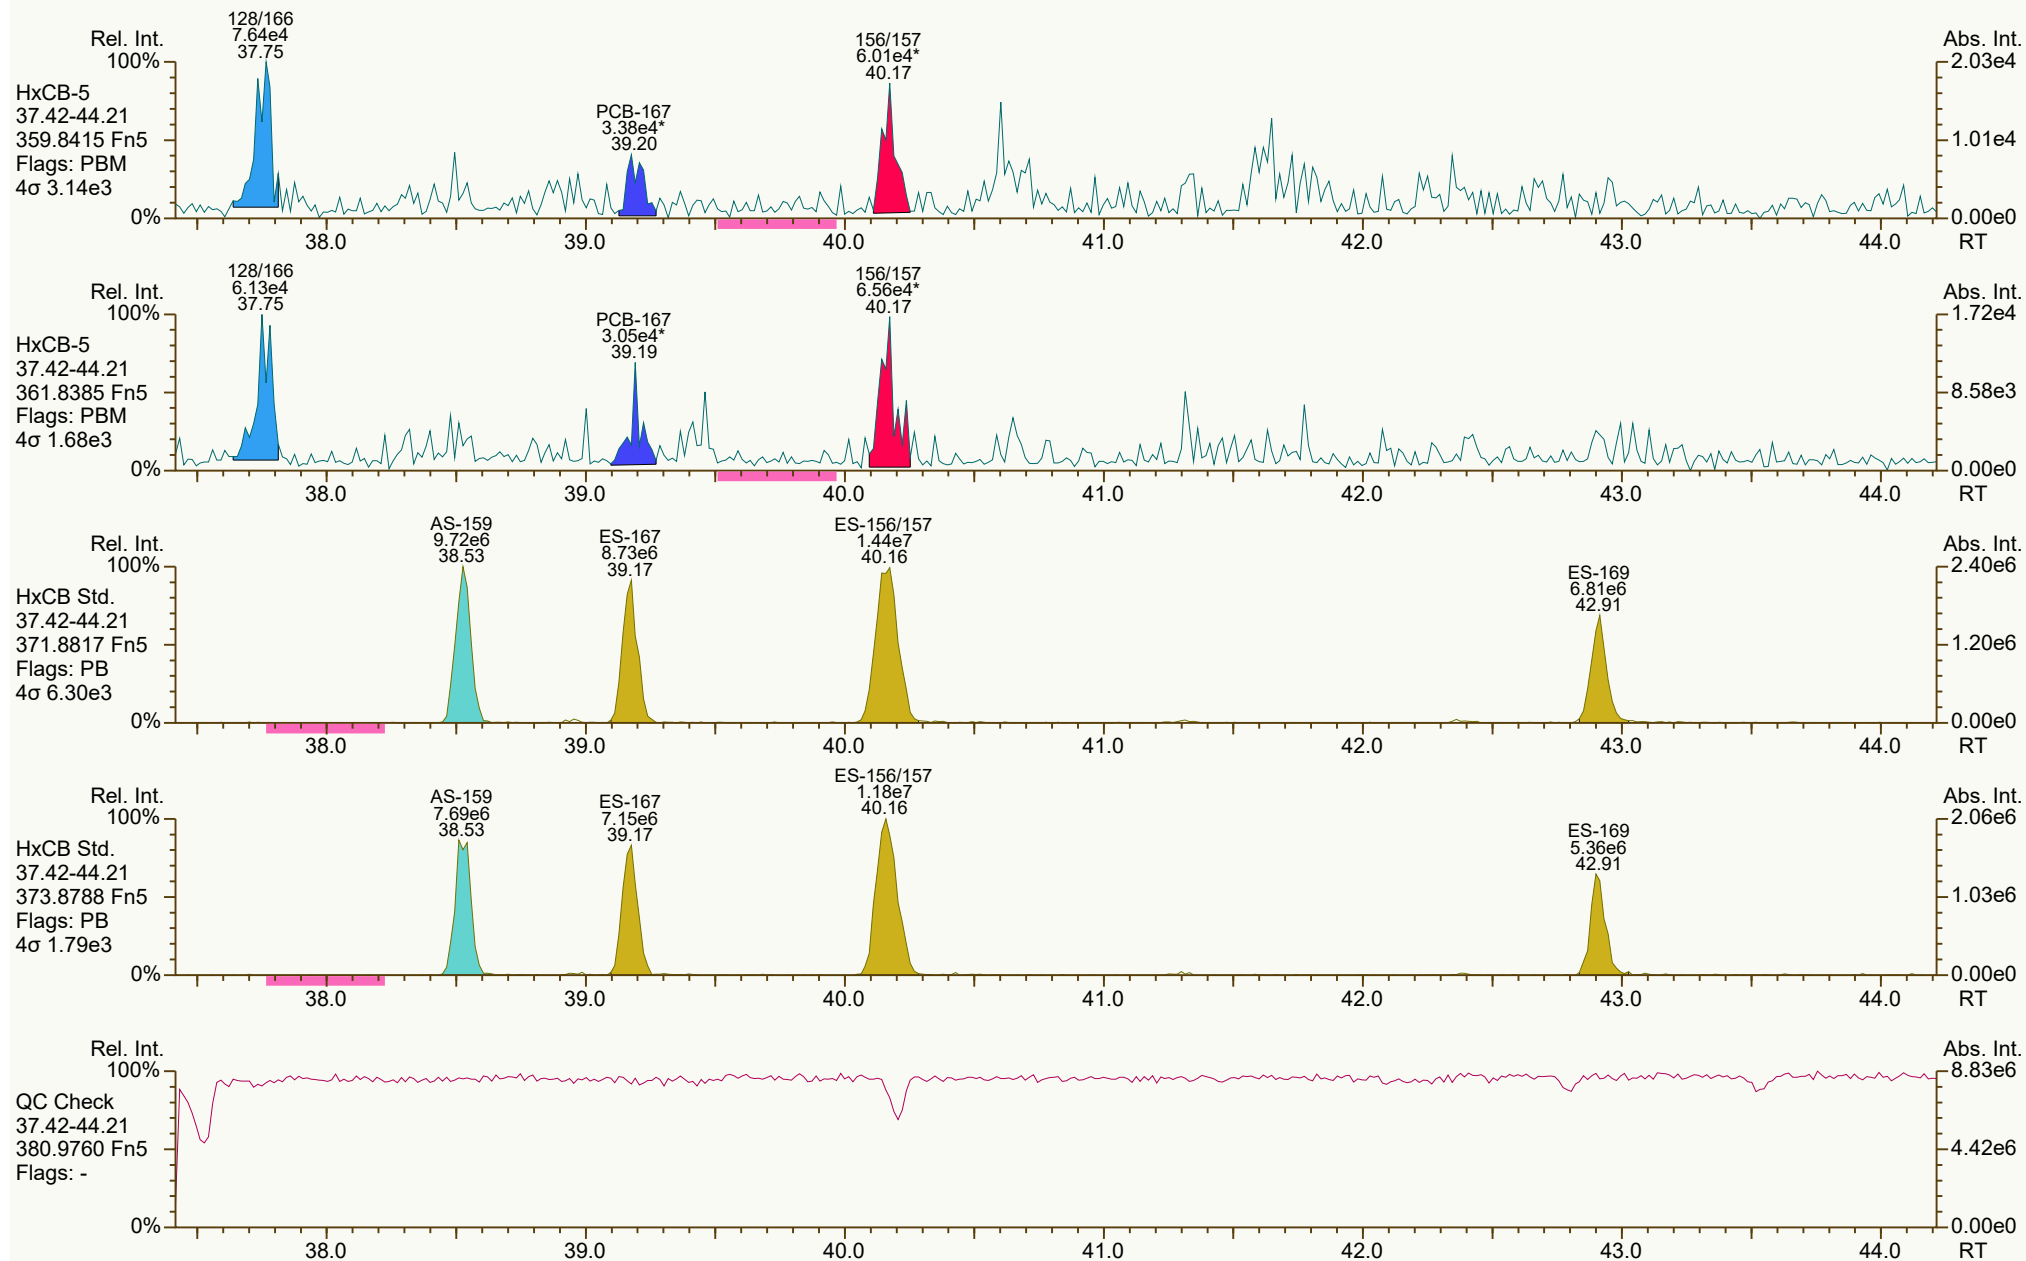 128/166
7.64e4
37.75
156/157
6.01e4*
40.17
PCB-167
3.38e4*
39.20
Rel. Int.
100%
HxCB-5
37.42-44.21
359.8415 Fn5
Flags: PBM
4σ 3.14e3
0%
Abs. Int.
2.03e4
1.01e4
0.00e0
38.0 39.0 40.0 41.0 42.0 43.0 44.0 RT
128/166
6.13e4
37.75
156/157
6.56e4*
40.17
PCB-167
3.05e4*
39.19
Rel. Int.
100%
HxCB-5
37.42-44.21
361.8385 Fn5
Flags: PBM
4σ 1.68e3
0%
Abs. Int.
1.72e4
8.58e3
0.00e0
38.0 39.0 40.0 41.0 42.0 43.0 44.0 RT
AS-159
9.72e6
38.53
ES-167
8.73e6
39.17
ES-156/157
1.44e7
40.16
ES-169
6.81e6
42.91
Rel. Int.
100%
HxCB Std.
37.42-44.21
371.8817 Fn5
Flags: PB
4σ 6.30e3
0%
Abs. Int.
2.40e6
1.20e6
0.00e0
38.0 39.0 40.0 41.0 42.0 43.0 44.0 RT
AS-159
7.69e6
38.53
ES-167
7.15e6
39.17
ES-156/157
1.18e7
40.16
ES-169
5.36e6
42.91
Rel. Int.
100%
HxCB Std.
37.42-44.21
373.8788 Fn5
Flags: PB
4σ 1.79e3
0%
Abs. Int.
2.06e6
1.03e6
0.00e0
38.0 39.0 40.0 41.0 42.0 43.0 44.0 RT
Rel. Int.
100%
QC Check
37.42-44.21
380.9760 Fn5
Flags: -
0%
Abs. Int.
8.83e6
4.42e6
0.00e0
38.0 39.0 40.0 41.0 42.0 43.0 44.0 RT